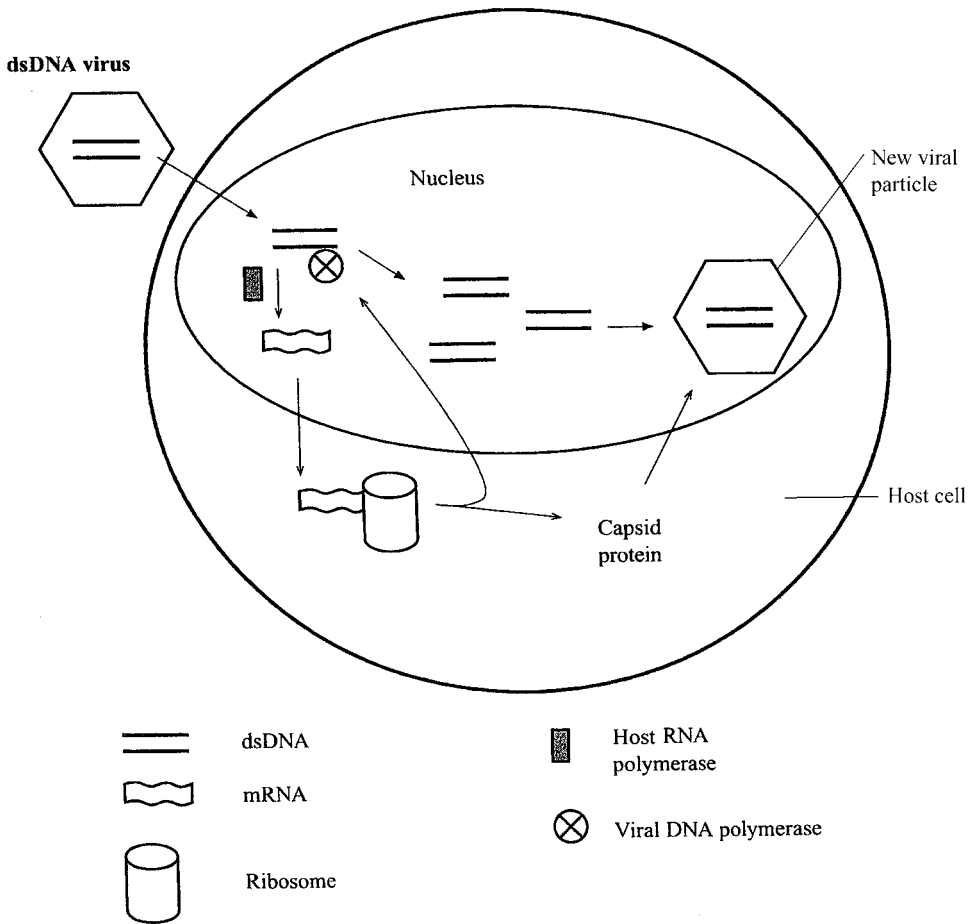 dsDNA virus
Nucleus
New viral
particle
Host cell
Capsid
protein
dsDNA
mRNA
Ribosome
Host RNA
polymerase
Viral DNA polymerase